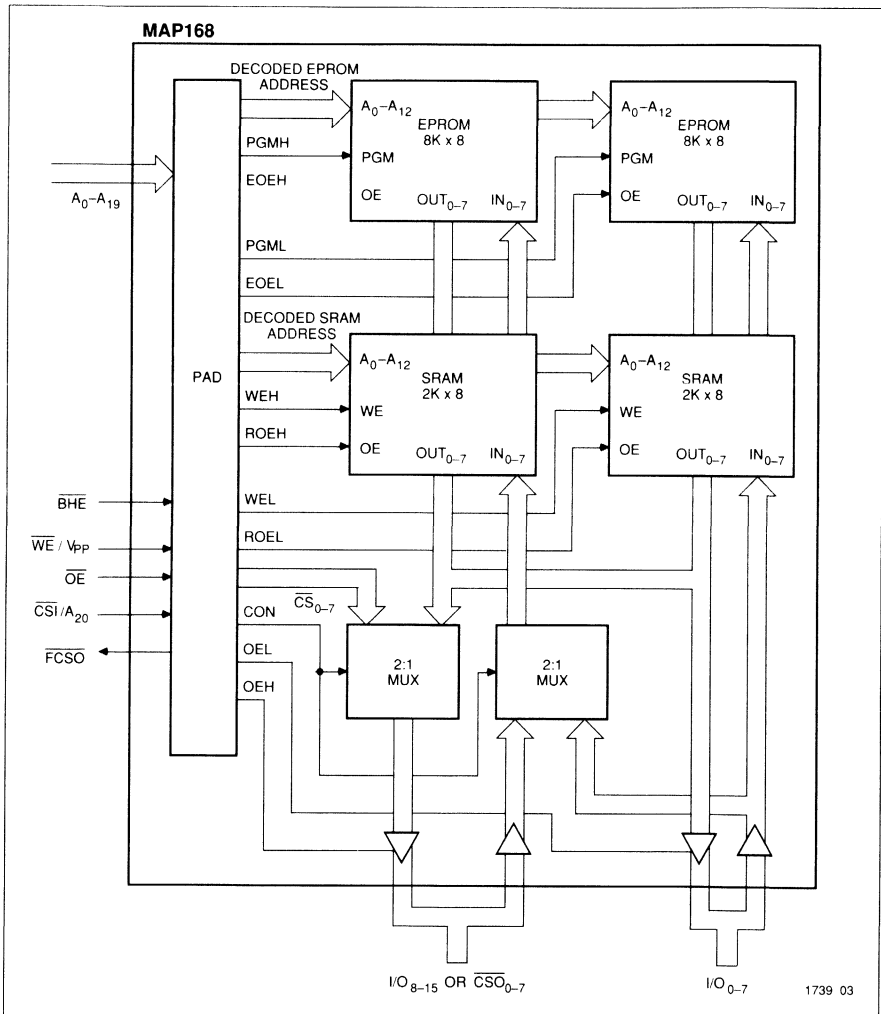 MAP168
DECODED EPROM
ADDRESS
A0–A12
EPROM
8K x 8
PGM
OE
OUT0–7 IN0–7
A0–A12
EPROM
8K x 8
PGM
OE
OUT0–7 IN0–7
PGMH
EOEH
A0–A19
PGML
EOEL
DECODED SRAM
ADDRESS
PAD
A0–A12
SRAM
2K x 8
WE
OE
OUT0–7 IN0–7
A0–A12
SRAM
2K x 8
WE
OE
OUT0–7 IN0–7
WEH
ROEH
BHE
WEL
WE / VPP
ROEL
OE
CS0–7
CSI/A20
CON
FCSO
OEL
OEH
2:1
MUX
2:1
MUX
I/O8–15 OR CSO0–7
I/O0–7
1739 03